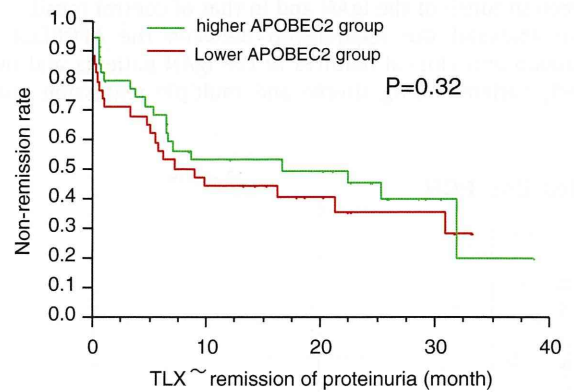 higher APOBEC2 group
Lower APOBEC2 group
P=0.32
Non-remission rate
1.0
0.9
0.8
0.7
0.6
0.5
0.4
0.3
0.2
0.1
0.0
0 10 20 30 40
TLX~remission of proteinuria (month)